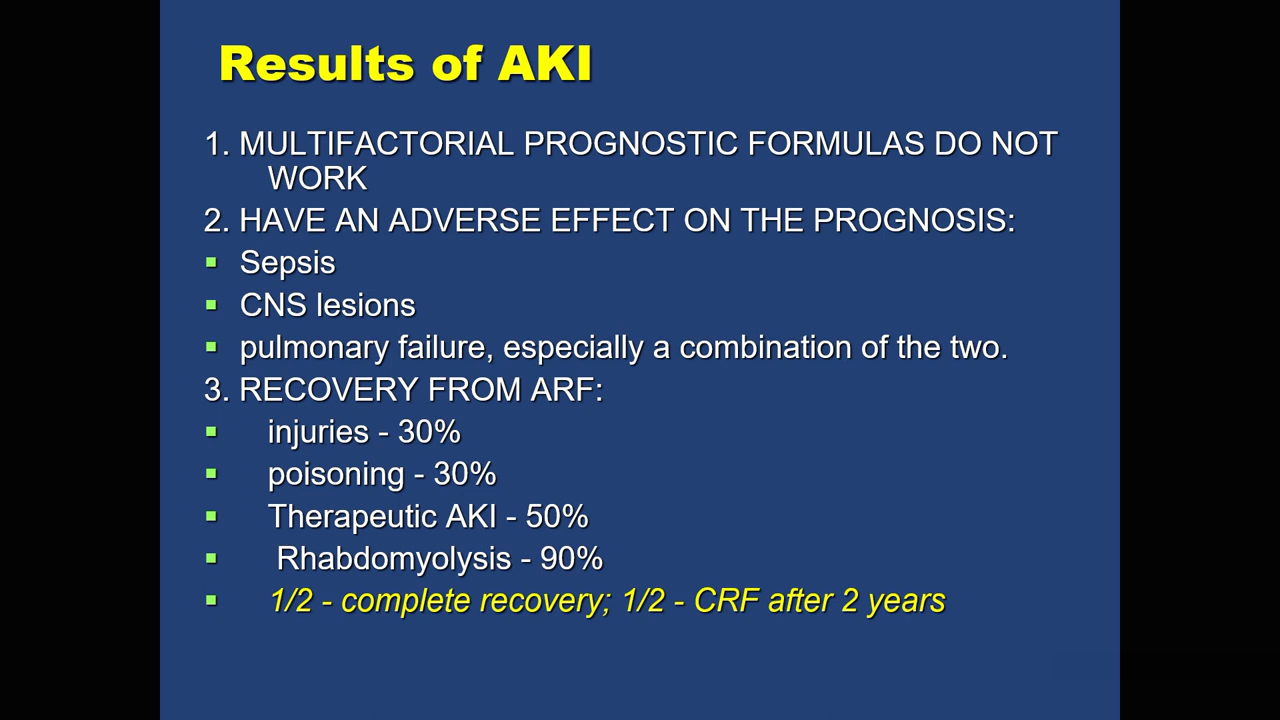 Results of AKI
1. MULTIFACTORIAL PROGNOSTIC FORMULAS DO NOT
WORK
2. HAVE AN ADVERSE EFFECT ON THE PROGNOSIS:
▪ Sepsis
▪ CNS lesions
▪ pulmonary failure, especially a combination of the two.
3. RECOVERY FROM ARF:
▪ injuries - 30%
▪ poisoning - 30%
▪ Therapeutic AKI - 50%
▪ Rhabdomyolysis - 90%
▪ 1/2 - complete recovery; 1/2 - CRF after 2 years